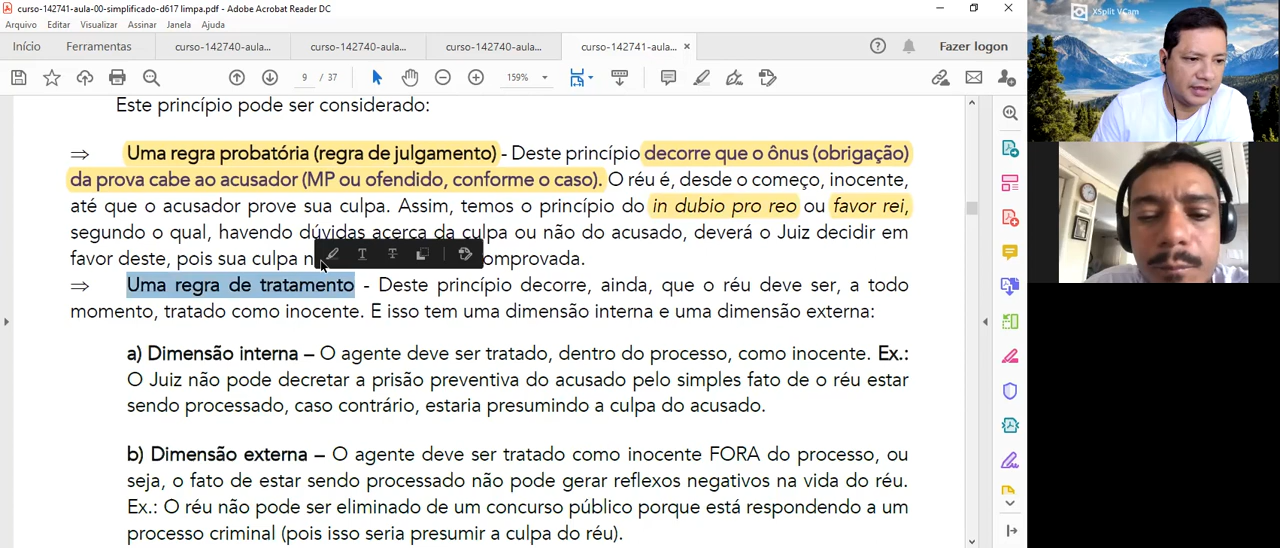 curso-142741-aula-00-simplificado-d617 limpa.pdf - Adobe Acrobat Reader DC
Arquivo Editar Visualizar Assinar Janela Ajuda
Início Ferramentas curso-142740-aula... curso-142740-aula... curso-142740-aula... curso-142741-aula... × Fazer logon
9 / 37 159%
Este princípio pode ser considerado:
⇒ Uma regra probatória (regra de julgamento) - Deste princípio decorre que o ônus (obrigação)
da prova cabe ao acusador (MP ou ofendido, conforme o caso). O réu é, desde o começo, inocente,
até que o acusador prove sua culpa. Assim, temos o princípio do in dubio pro reo ou favor rei,
segundo o qual, havendo dúvidas acerca da culpa ou não do acusado, deverá o Juiz decidir em
favor deste, pois sua culpa omprovada.
⇒ Uma regra de tratamento - Deste princípio decorre, ainda, que o réu deve ser, a todo
momento, tratado como inocente. E isso tem uma dimensão interna e uma dimensão externa:
a) Dimensão interna – O agente deve ser tratado, dentro do processo, como inocente. Ex.:
O Juiz não pode decretar a prisão preventiva do acusado pelo simples fato de o réu estar
sendo processado, caso contrário, estaria presumindo a culpa do acusado.
b) Dimensão externa – O agente deve ser tratado como inocente FORA do processo, ou
seja, o fato de estar sendo processado não pode gerar reflexos negativos na vida do réu.
Ex.: O réu não pode ser eliminado de um concurso público porque está respondendo a um
processo criminal (pois isso seria presumir a culpa do réu).
XSplit VCam